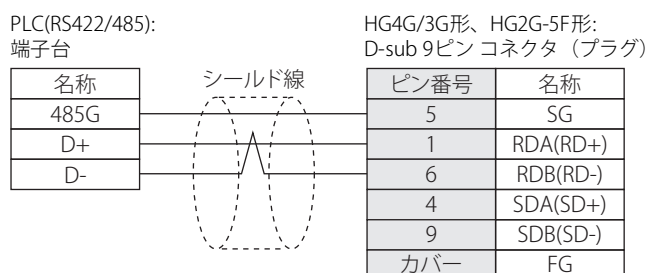 PLC(RS422/485):
端子台
HG4G/3G形、HG2G-5F形:
D-sub 9ピン コネクタ（プラグ）
シールド線
名称
485G
D+
D-
ピン番号 名称
5 SG
1 RDA(RD+)
6 RDB(RD-)
4 SDA(SD+)
9 SDB(SD-)
カバー FG